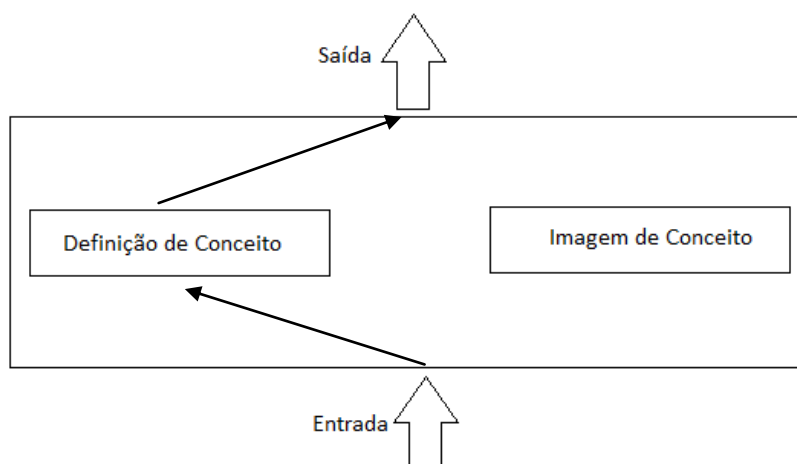 Saída
Definição de Conceito
Imagem de Conceito
Entrada